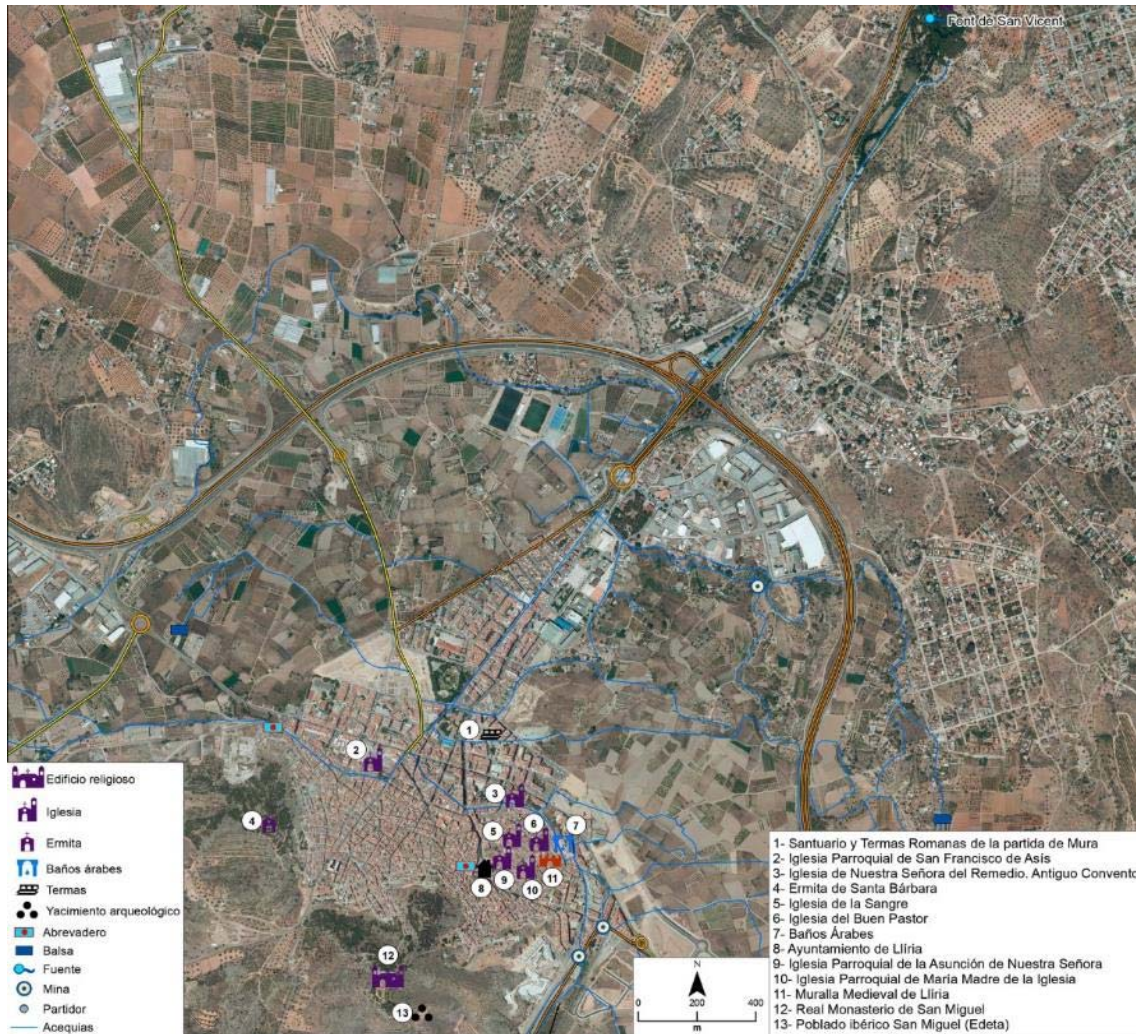 Font de San Vicent
1
2
3
4
5
6
7
8
9
10
11
12
13
Edificio religioso
Iglesia
Ermita
Baños árabes
Termas
Yacimiento arqueológico
Abrevadero
Balsa
Fuente
Mina
Partidor
Acequias
N
0 200 400
m
1- Santuario y Termas Romanas de la partida de Mura
2- Iglesia Parroquial de San Francisco de Asís
3- Iglesia de Nuestra Señora del Remedio. Antiguo Convento
4- Ermita de Santa Bárbara
5- Iglesia de la Sangre
6- Iglesia del Buen Pastor
7- Baños Árabes
8- Ayuntamiento de Llíria
9- Iglesia Parroquial de la Asunción de Nuestra Señora
10- Iglesia Parroquial de María Madre de la Iglesia
11- Muralla Medieval de Llíria
12- Real Monasterio de San Miguel
13- Poblado ibérico San Miguel (Edeta)